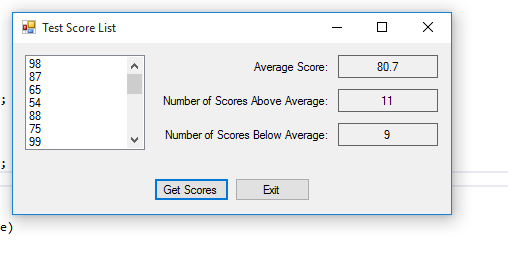 Test Score List
98
87
65
54
88
75
99
Average Score: 80.7
Number of Scores Above Average: 11
Number of Scores Below Average: 9
Get Scores Exit
;
;
e)